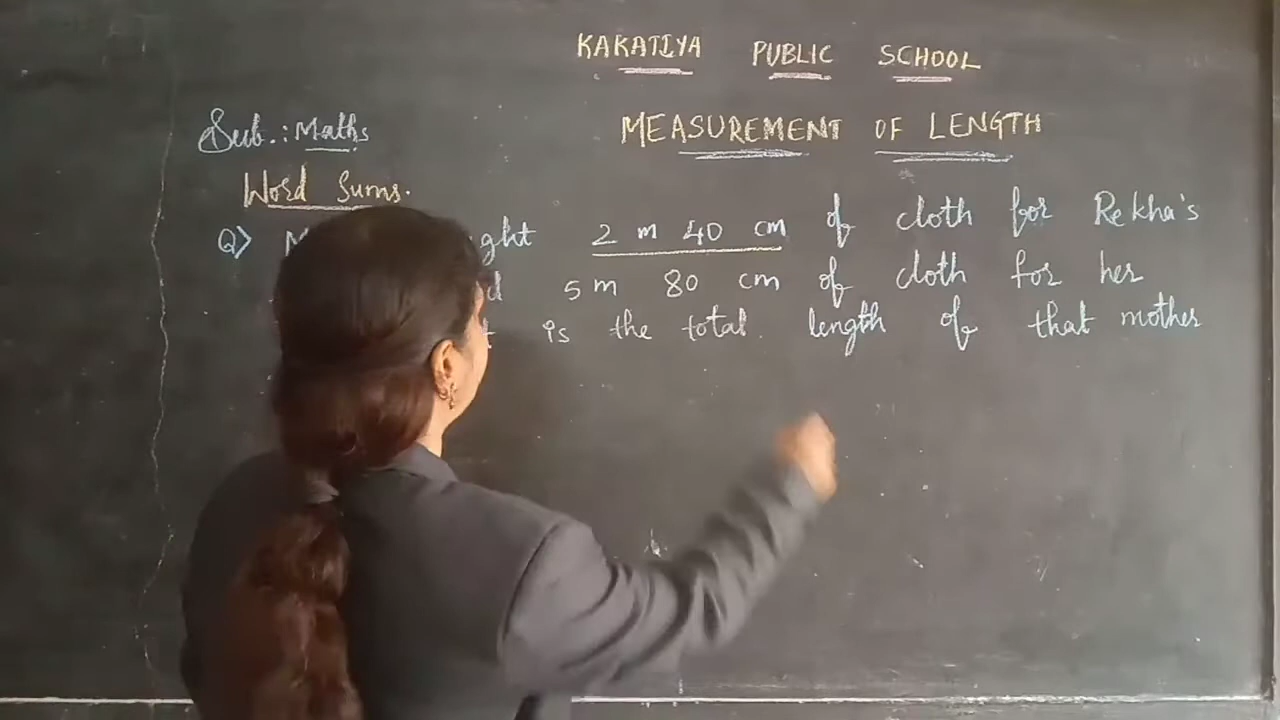 KAKATIYA PUBLIC SCHOOL
Sub.: Maths
MEASUREMENT OF LENGTH
Word Sums.
Q> 2 m 40 cm of cloth for Rekha's
5 m 80 cm of cloth for her
is the total length of that mother